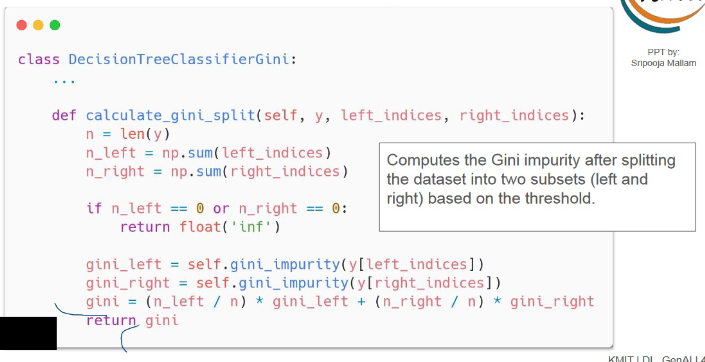 PPT by:
Sripooja Mallam
class DecisionTreeClassifierGini:
    ...
    def calculate_gini_split(self, y, left_indices, right_indices):
        n = len(y)
        n_left = np.sum(left_indices)
        n_right = np.sum(right_indices)
        if n_left == 0 or n_right == 0:
            return float('inf')
        gini_left = self.gini_impurity(y[left_indices])
        gini_right = self.gini_impurity(y[right_indices])
        gini = (n_left / n) * gini_left + (n_right / n) * gini_right
        return gini
Computes the Gini impurity after splitting
the dataset into two subsets (left and
right) based on the threshold.
KMIT | DL, GenAI | 4